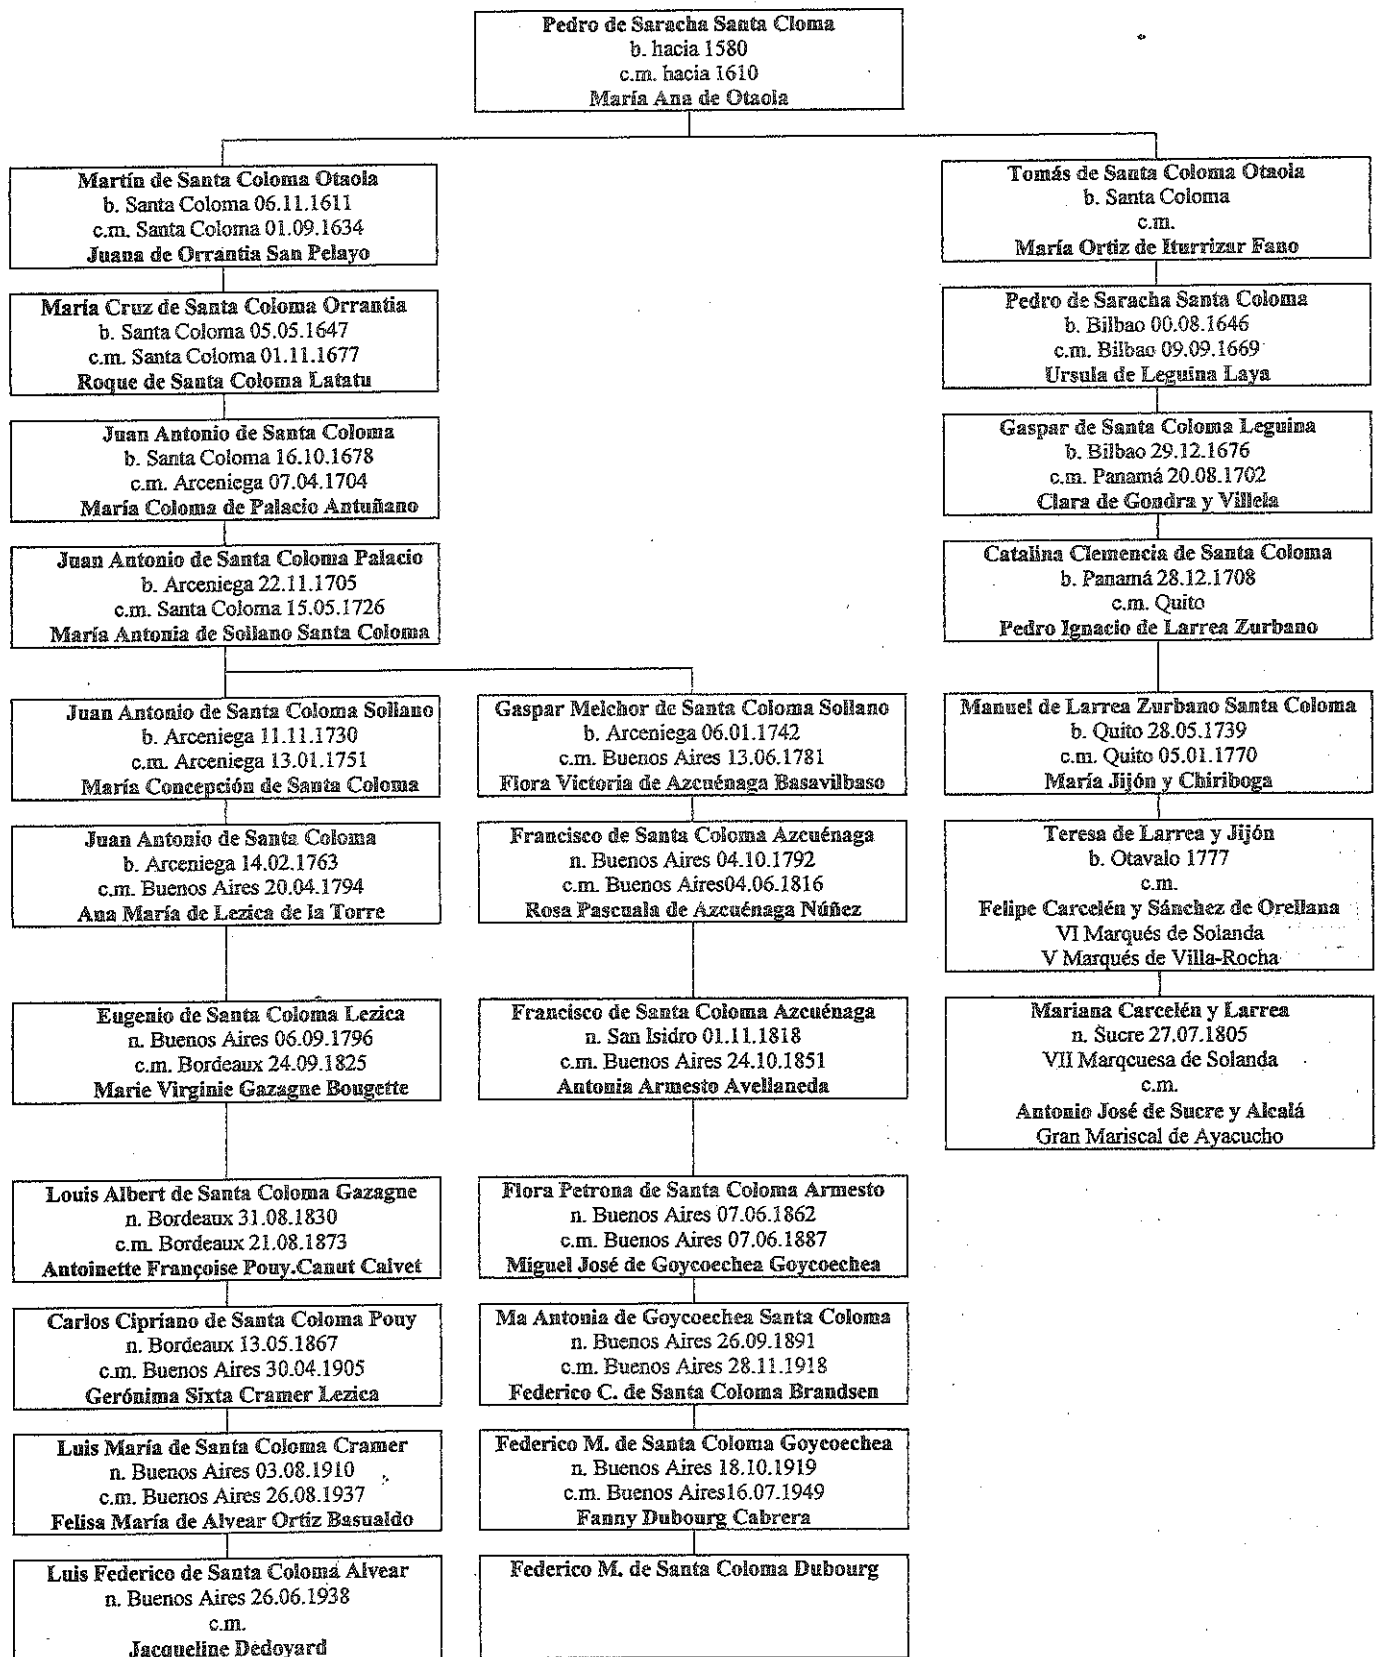 Pedro de Saracha Santa Cloma
b. hacia 1580
c.m. hacia 1610
María Ana de Otaola
Martín de Santa Coloma Otaola
b. Santa Coloma 06.11.1611
c.m. Santa Coloma 01.09.1634
Juana de Orrantia San Pelayo
María Cruz de Santa Coloma Orrantia
b. Santa Coloma 05.05.1647
c.m. Santa Coloma 01.11.1677
Roque de Santa Coloma Latatu
Juan Antonio de Santa Coloma
b. Santa Coloma 16.10.1678
c.m. Arceniega 07.04.1704
María Coloma de Palacio Antuñano
Juan Antonio de Santa Coloma Palacio
b. Arceniega 22.11.1705
c.m. Santa Coloma 15.05.1726
María Antonia de Sollano Santa Coloma
Juan Antonio de Santa Coloma Sollano
b. Arceniega 11.11.1730
c.m. Arceniega 13.01.1751
María Concepción de Santa Coloma
Juan Antonio de Santa Coloma
b. Arceniega 14.02.1763
c.m. Buenos Aires 20.04.1794
Ana María de Lezica de la Torre
Eugenio de Santa Coloma Lezica
n. Buenos Aires 06.09.1796
c.m. Bordeaux 24.09.1825
Marie Virginie Gazagne Bougette
Louis Albert de Santa Coloma Gazagne
n. Bordeaux 31.08.1830
c.m. Bordeaux 21.08.1873
Antoinette Françoise Pouy.Canut Calvet
Carlos Cipriano de Santa Coloma Pouy
n. Bordeaux 13.05.1867
c.m. Buenos Aires 30.04.1905
Gerónima Sixta Cramer Lezica
Luis María de Santa Coloma Cramer
n. Buenos Aires 03.08.1910
c.m. Buenos Aires 26.08.1937
Felisa María de Alvear Ortiz Basualdo
Luis Federico de Santa Coloma Alvear
n. Buenos Aires 26.06.1938
c.m.
Jacqueline Dedoyard
Gaspar Melchor de Santa Coloma Sollano
b. Arceniega 06.01.1742
c.m. Buenos Aires 13.06.1781
Flora Victoria de Azcuénaga Basavilbaso
Francisco de Santa Coloma Azcuénaga
n. Buenos Aires 04.10.1792
c.m. Buenos Aires04.06.1816
Rosa Pascuala de Azcuénaga Núñez
Francisco de Santa Coloma Azcuénaga
n. San Isidro 01.11.1818
c.m. Buenos Aires 24.10.1851
Antonia Armesto Avellaneda
Flora Petrona de Santa Coloma Armesto
n. Buenos Aires 07.06.1862
c.m. Buenos Aires 07.06.1887
Miguel José de Goycoechea Goycoechea
Ma Antonia de Goycoechea Santa Coloma
n. Buenos Aires 26.09.1891
c.m. Buenos Aires 28.11.1918
Federico C. de Santa Coloma Brandsen
Federico M. de Santa Coloma Goycoechea
n. Buenos Aires 18.10.1919
c.m. Buenos Aires16.07.1949
Fanny Dubourg Cabrera
Federico M. de Santa Coloma Dubourg
Tomás de Santa Coloma Otaola
b. Santa Coloma
c.m.
María Ortiz de Iturrizar Fano
Pedro de Saracha Santa Coloma
b. Bilbao 00.08.1646
c.m. Bilbao 09.09.1669
Ursula de Leguina Laya
Gaspar de Santa Coloma Leguina
b. Bilbao 29.12.1676
c.m. Panamá 20.08.1702
Clara de Gondra y Villela
Catalina Clemencia de Santa Coloma
b. Panamá 28.12.1708
c.m. Quito
Pedro Ignacio de Larrea Zurbano
Manuel de Larrea Zurbano Santa Coloma
b. Quito 28.05.1739
c.m. Quito 05.01.1770
María Jijón y Chiriboga
Teresa de Larrea y Jijón
b. Otavalo 1777
c.m.
Felipe Carcelén y Sánchez de Orellana
VI Marqués de Solanda
V Marqués de Villa-Rocha
Mariana Carcelén y Larrea
n. Sucre 27.07.1805
VII Marqcuesa de Solanda
c.m.
Antonio José de Sucre y Alcalá
Gran Mariscal de Ayacucho